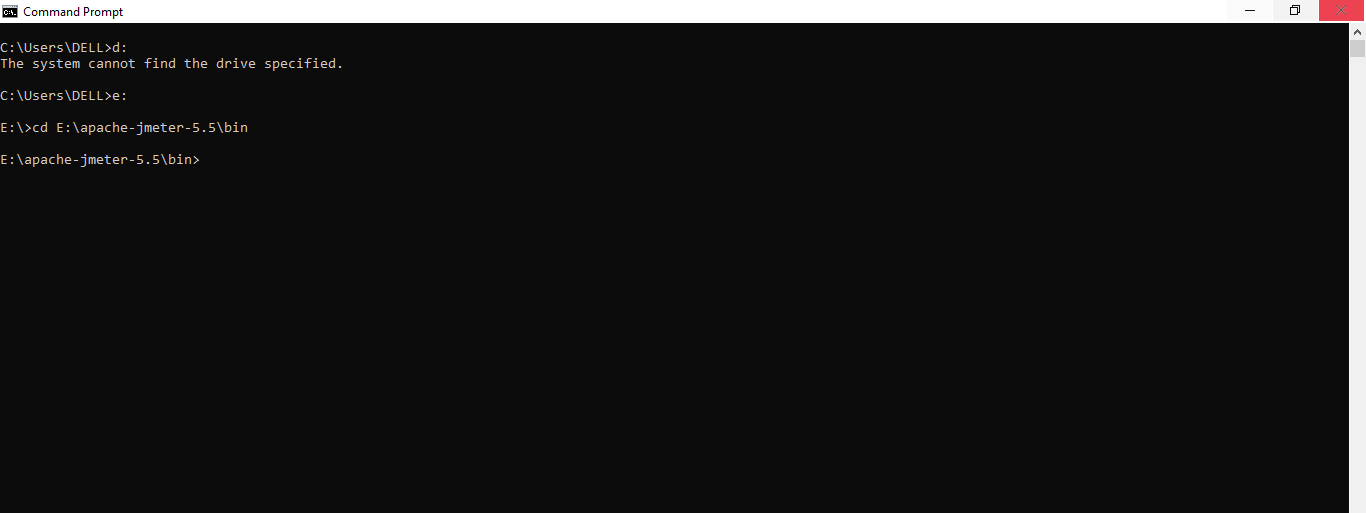 Command Prompt
C:\Users\DELL>d:
The system cannot find the drive specified.
C:\Users\DELL>e:
E:\>cd E:\apache-jmeter-5.5\bin
E:\apache-jmeter-5.5\bin>